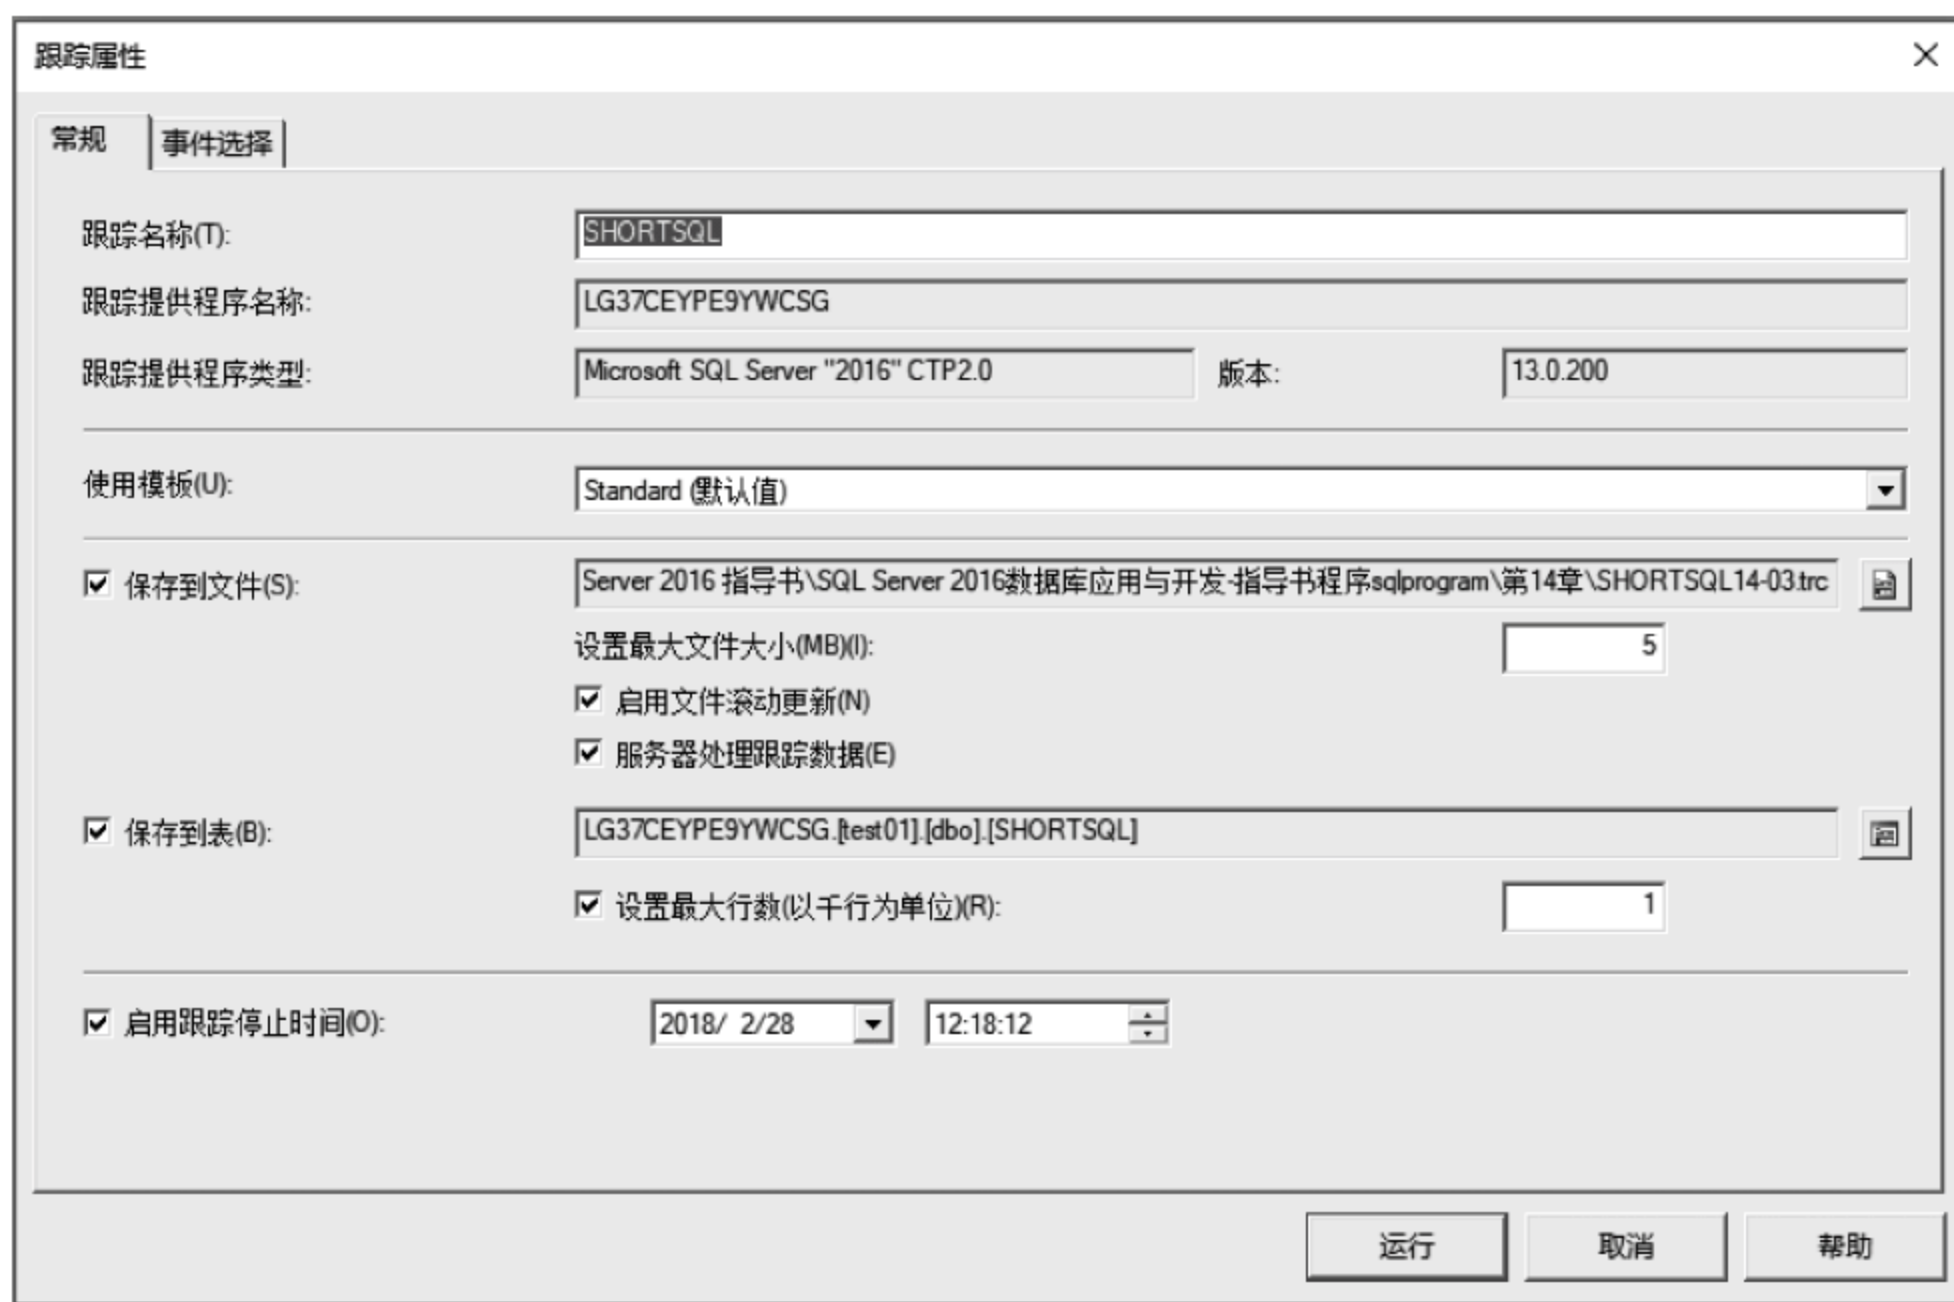 跟踪属性
常规 事件选择
跟踪名称(T): SHORTSQL
跟踪提供程序名称: LG37CEYPE9YWCSG
跟踪提供程序类型: Microsoft SQL Server "2016" CTP2.0 版本: 13.0.200
使用模板(U): Standard (默认值)
保存到文件(S): Server 2016 指导书\SQL Server 2016数据库应用与开发-指导书程序sqlprogram\第14章\SHORTSQL14-03.trc
设置最大文件大小(MB)(I): 5
启用文件滚动更新(N)
服务器处理跟踪数据(E)
保存到表(B): LG37CEYPE9YWCSG.[test01].[dbo].[SHORTSQL]
设置最大行数(以千行为单位)(R): 1
启用跟踪停止时间(O): 2018/ 2/28 12:18:12
运行 取消 帮助